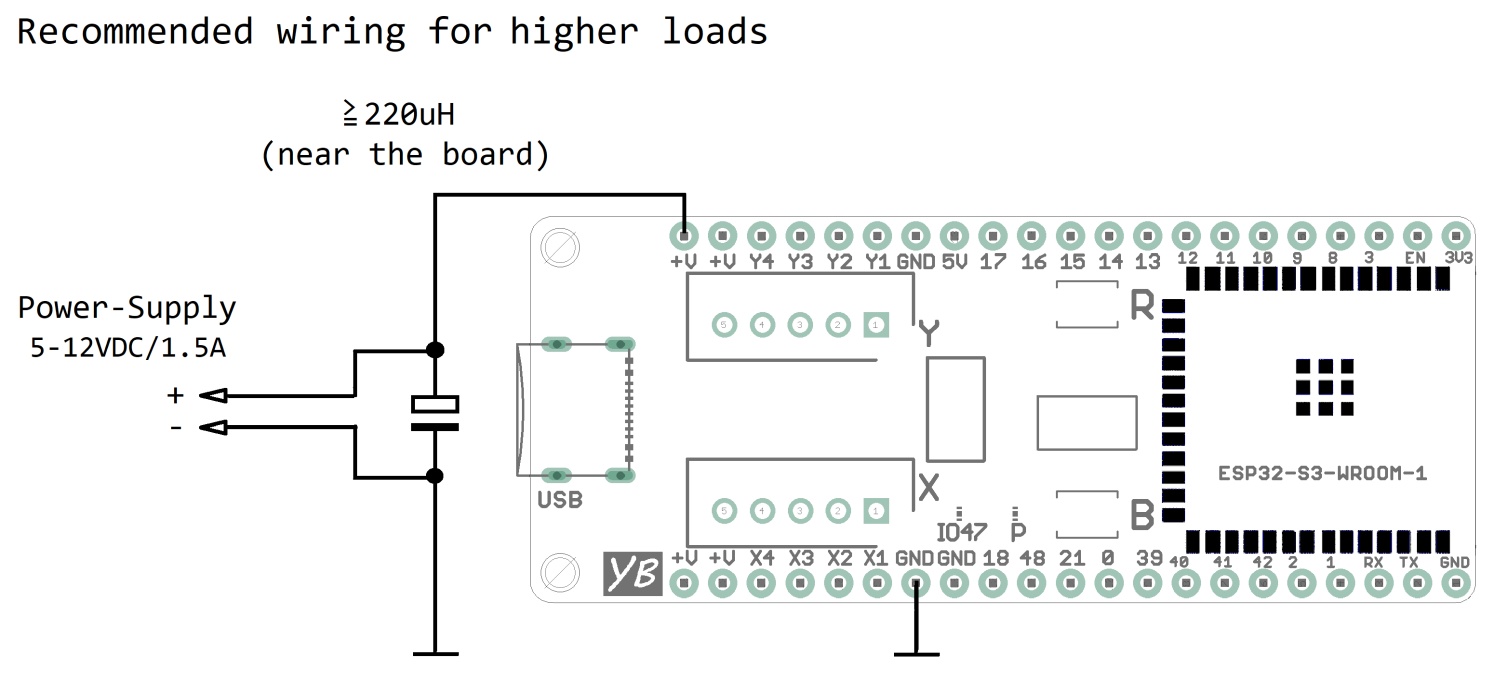 Recommended wiring for higher loads
≧220uH
(near the board)
+V +V Y4 Y3 Y2 Y1 GND 5V 17 16 15 14 13 12 11 10 9 8 3 EN 3V3
Power-Supply
5-12VDC/1.5A
+
-
R
5 4 3 2 1
Y
ESP32-S3-WROOM-1
USB
X
5 4 3 2 1
B
IO47 P
YB
+V +V X4 X3 X2 X1 GND GND 18 48 21 0 39 40 41 42 2 1 RX TX GND